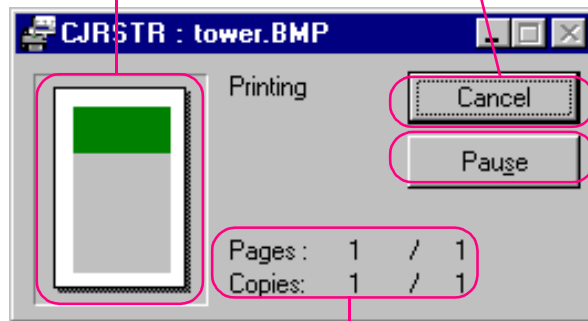 CJRSTR : tower.BMP
Printing
Cancel
Pause
Pages : 1 / 1
Copies: 1 / 1